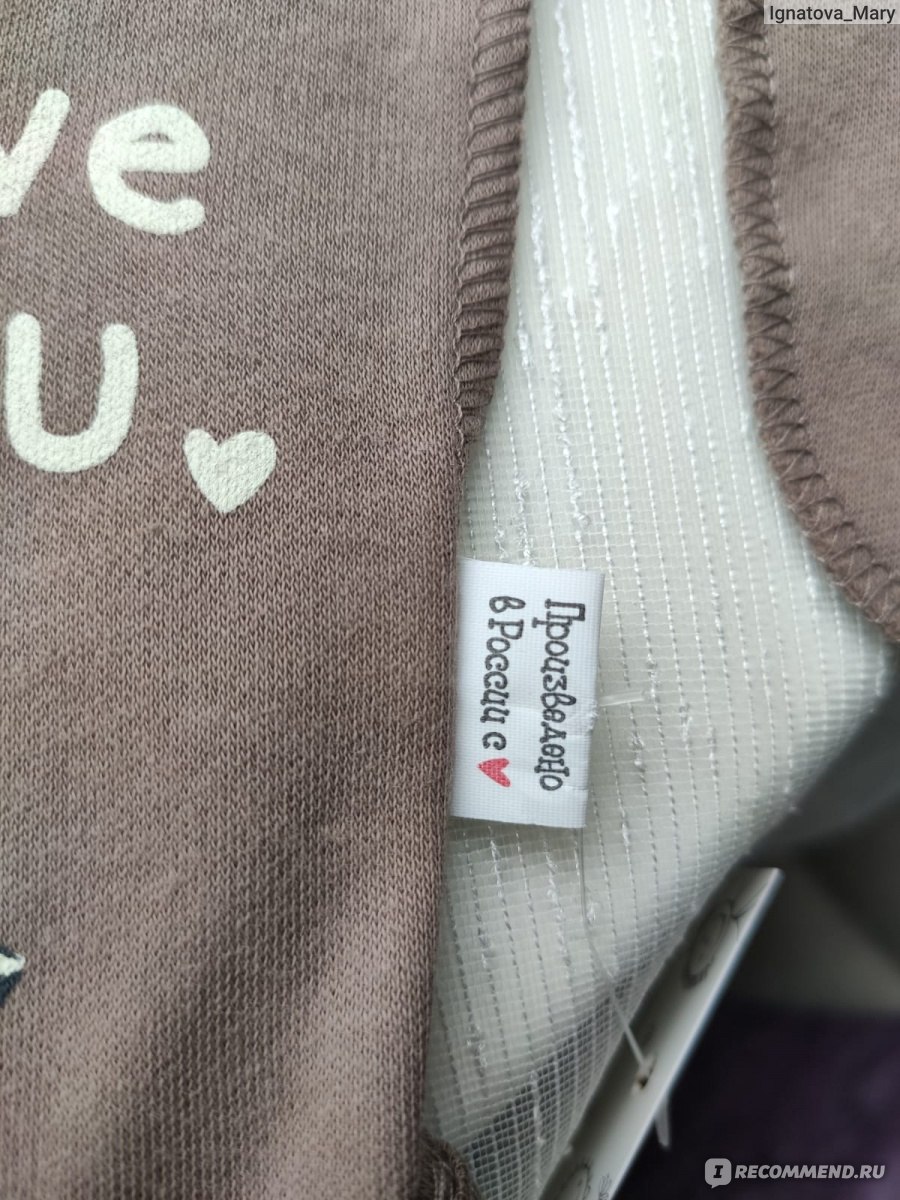 Ignatova_Mary
ve
u
Произведено
в России с
IRECOMMEND.RU